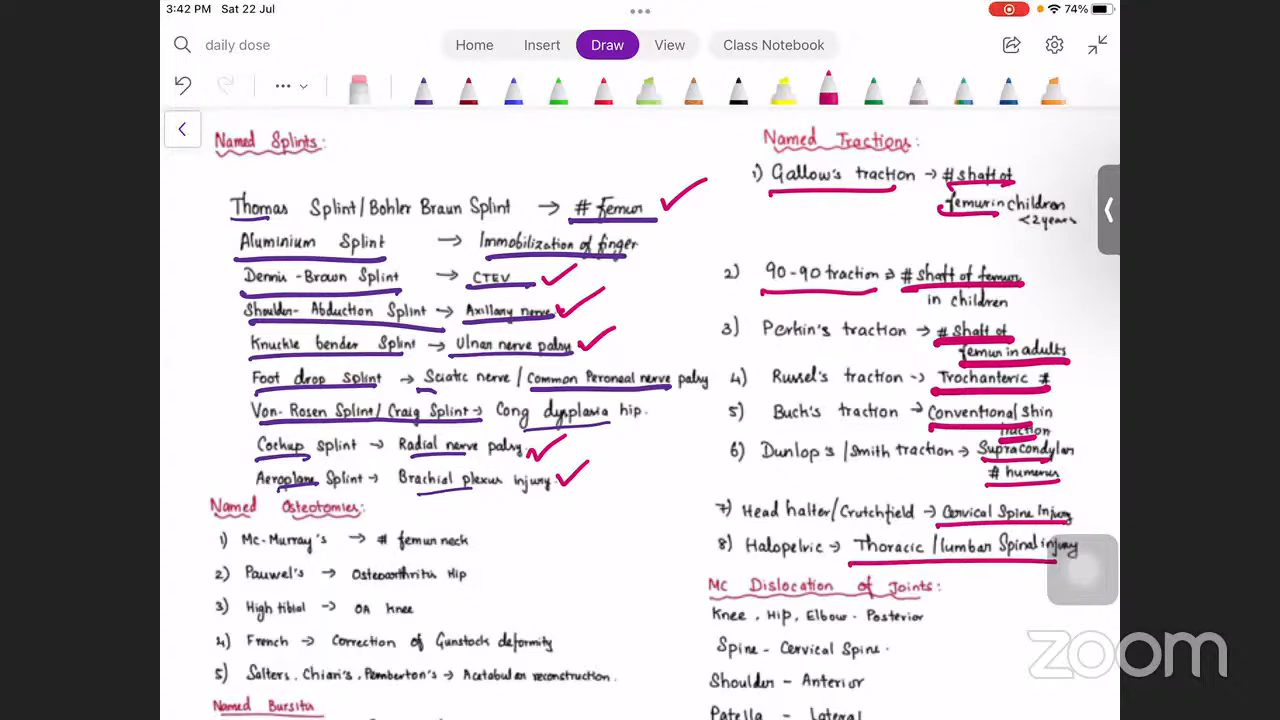 3:42 PM Sat 22 Jul
74%
daily dose
Home Insert Draw View Class Notebook
Named Splints:
Thomas Splint/Bohler Braun Splint → # femur
Aluminium Splint → Immobilization of finger
Dennis-Brown Splint → CTEV
Shoulder-Abduction Splint → Axillary nerve
Knuckle bender Splint → Ulnar nerve palsy
Foot drop splint → Sciatic nerve / Common Peroneal nerve palsy
Von-Rosen Splint/ Craig Splint → Cong dysplasia hip.
Cockup splint → Radial nerve palsy
Aeroplane Splint → Brachial plexus injury
Named Osteotomies:
1) Mc-Murray's → # femur neck
2) Pauwel's → Osteoarthritis Hip
3) High tibial → OA knee
4) French → Correction of Gunstock deformity
5) Salters, Chiari's, Pemberton's → Acetabular reconstruction.
Named Bursitis
Named Tractions:
1) Gallow's traction → # shaft of
femur in children
<2years
2) 90-90 traction → # shaft of femur
in children
3) Perkin's traction → # shaft of
femur in adults
4) Russel's traction → Trochanteric #
5) Buch's traction → Conventional Shin
traction
6) Dunlop's /Smith traction → Supracondylar
# humerus
7) Head halter/Crutchfield → Cervical Spine Injury
8) Halopelvic → Thoracic /lumbar Spinal injury
MC Dislocation of Joints:
Knee, Hip, Elbow - Posterior
Spine - Cervical Spine.
Shoulder - Anterior
Patella - Lateral
zoom